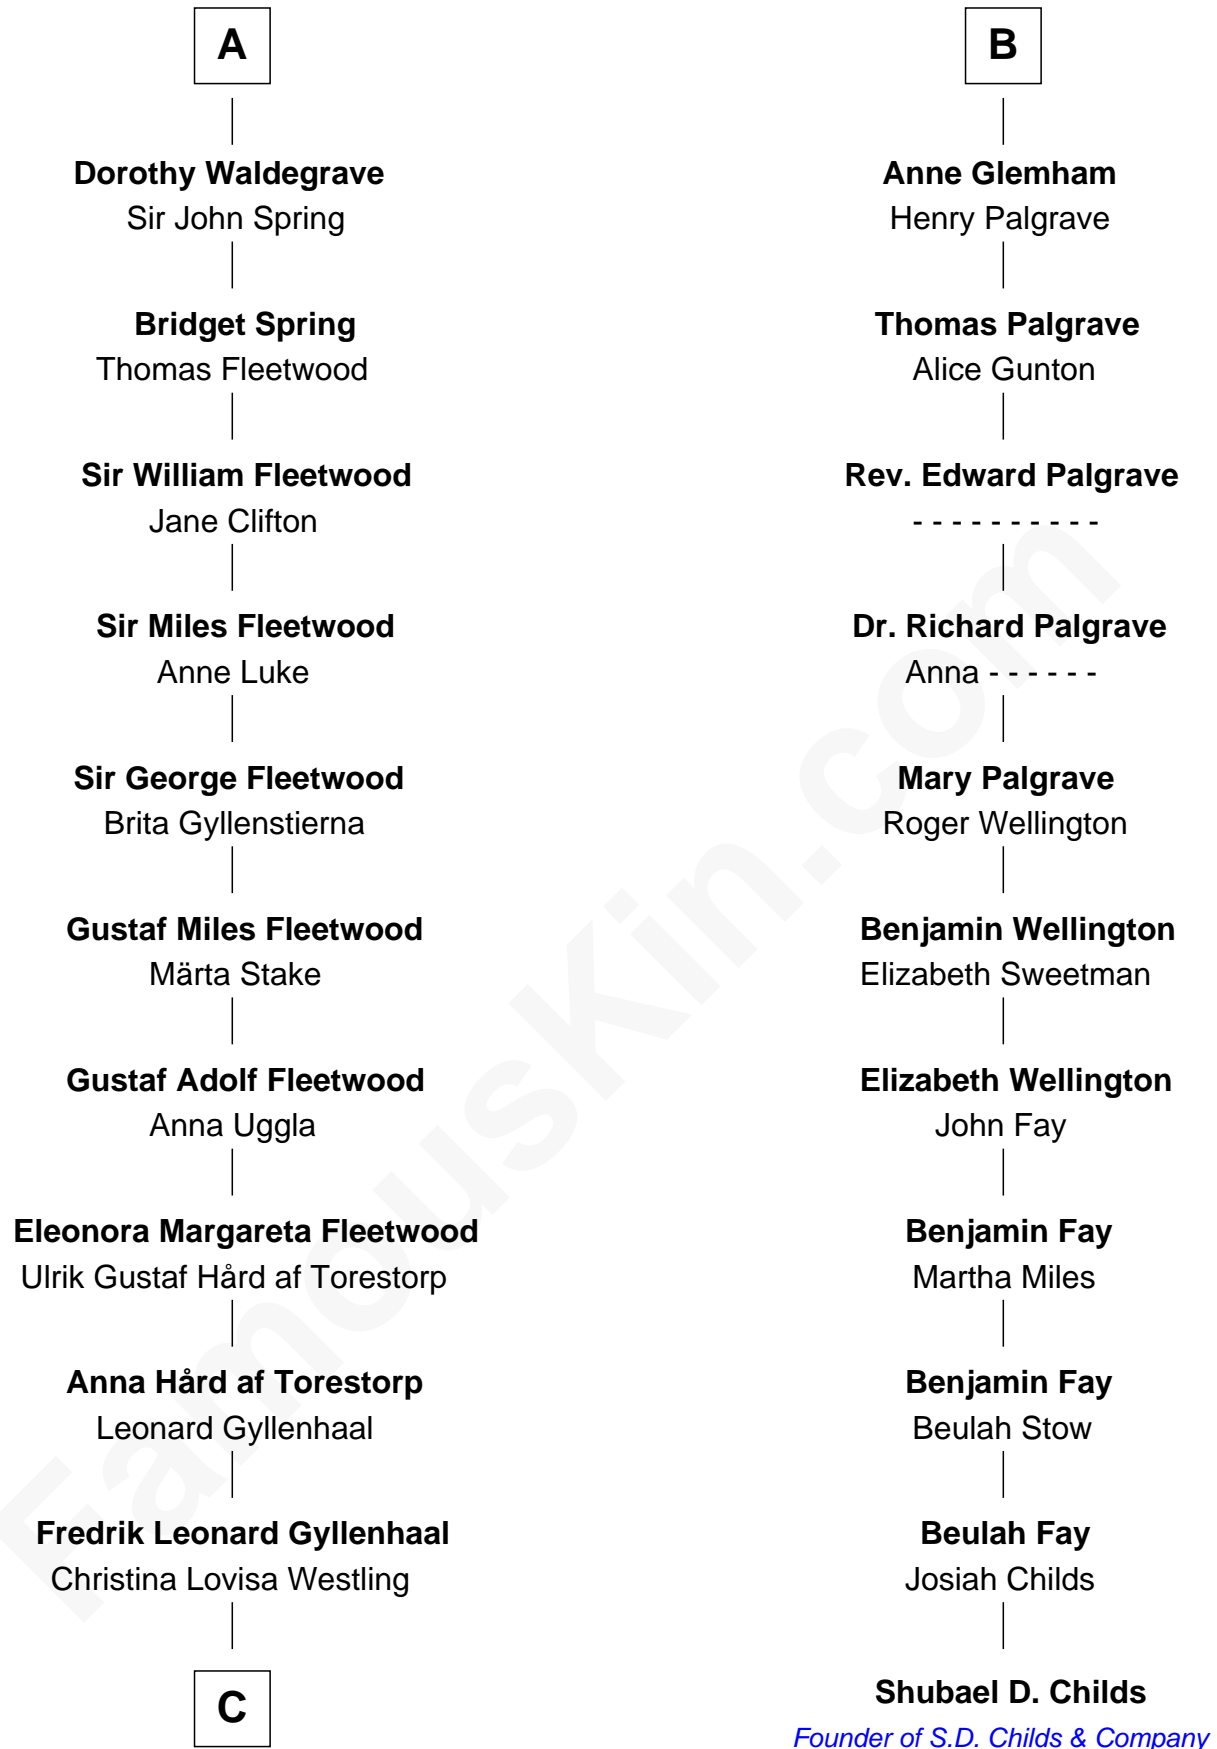 A
Dorothy Waldegrave
Sir John Spring
Bridget Spring
Thomas Fleetwood
Sir William Fleetwood
Jane Clifton
Sir Miles Fleetwood
Anne Luke
Sir George Fleetwood
Brita Gyllenstierna
Gustaf Miles Fleetwood
Märta Stake
Gustaf Adolf Fleetwood
Anna Uggla
Eleonora Margareta Fleetwood
Ulrik Gustaf Hård af Torestorp
Anna Hård af Torestorp
Leonard Gyllenhaal
Fredrik Leonard Gyllenhaal
Christina Lovisa Westling
C
B
Anne Glemham
Henry Palgrave
Thomas Palgrave
Alice Gunton
Rev. Edward Palgrave
- - - - - - - - - -
Dr. Richard Palgrave
Anna - - - - - -
Mary Palgrave
Roger Wellington
Benjamin Wellington
Elizabeth Sweetman
Elizabeth Wellington
John Fay
Benjamin Fay
Martha Miles
Benjamin Fay
Beulah Stow
Beulah Fay
Josiah Childs
Shubael D. Childs
Founder of S.D. Childs & Company
FamousKin.com